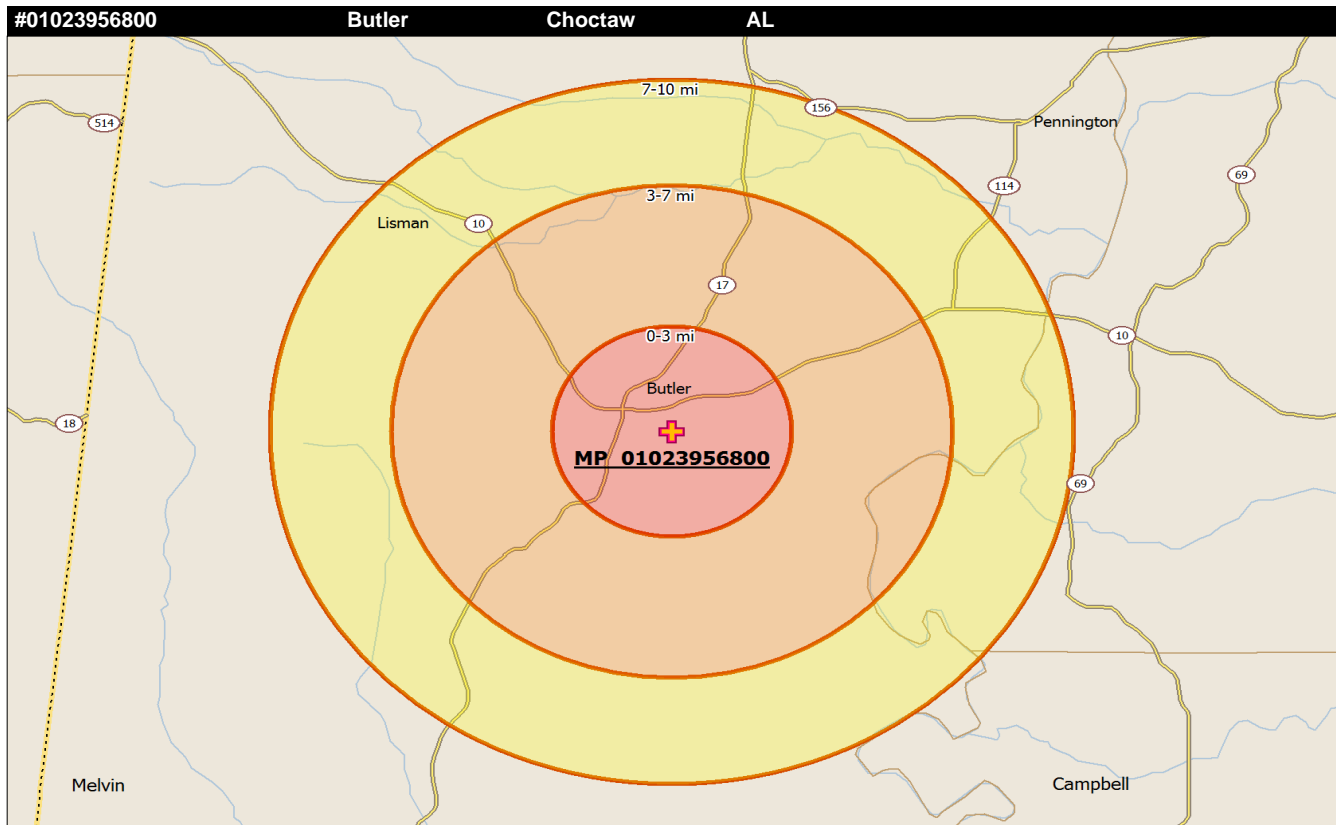 #01023956800 Butler Choctaw AL
7-10 mi
156
514
Pennington
69
114
3-7 mi
Lisman
10
17
0-3 mi
10
Butler
18
MP 01023956800
69
Melvin
Campbell